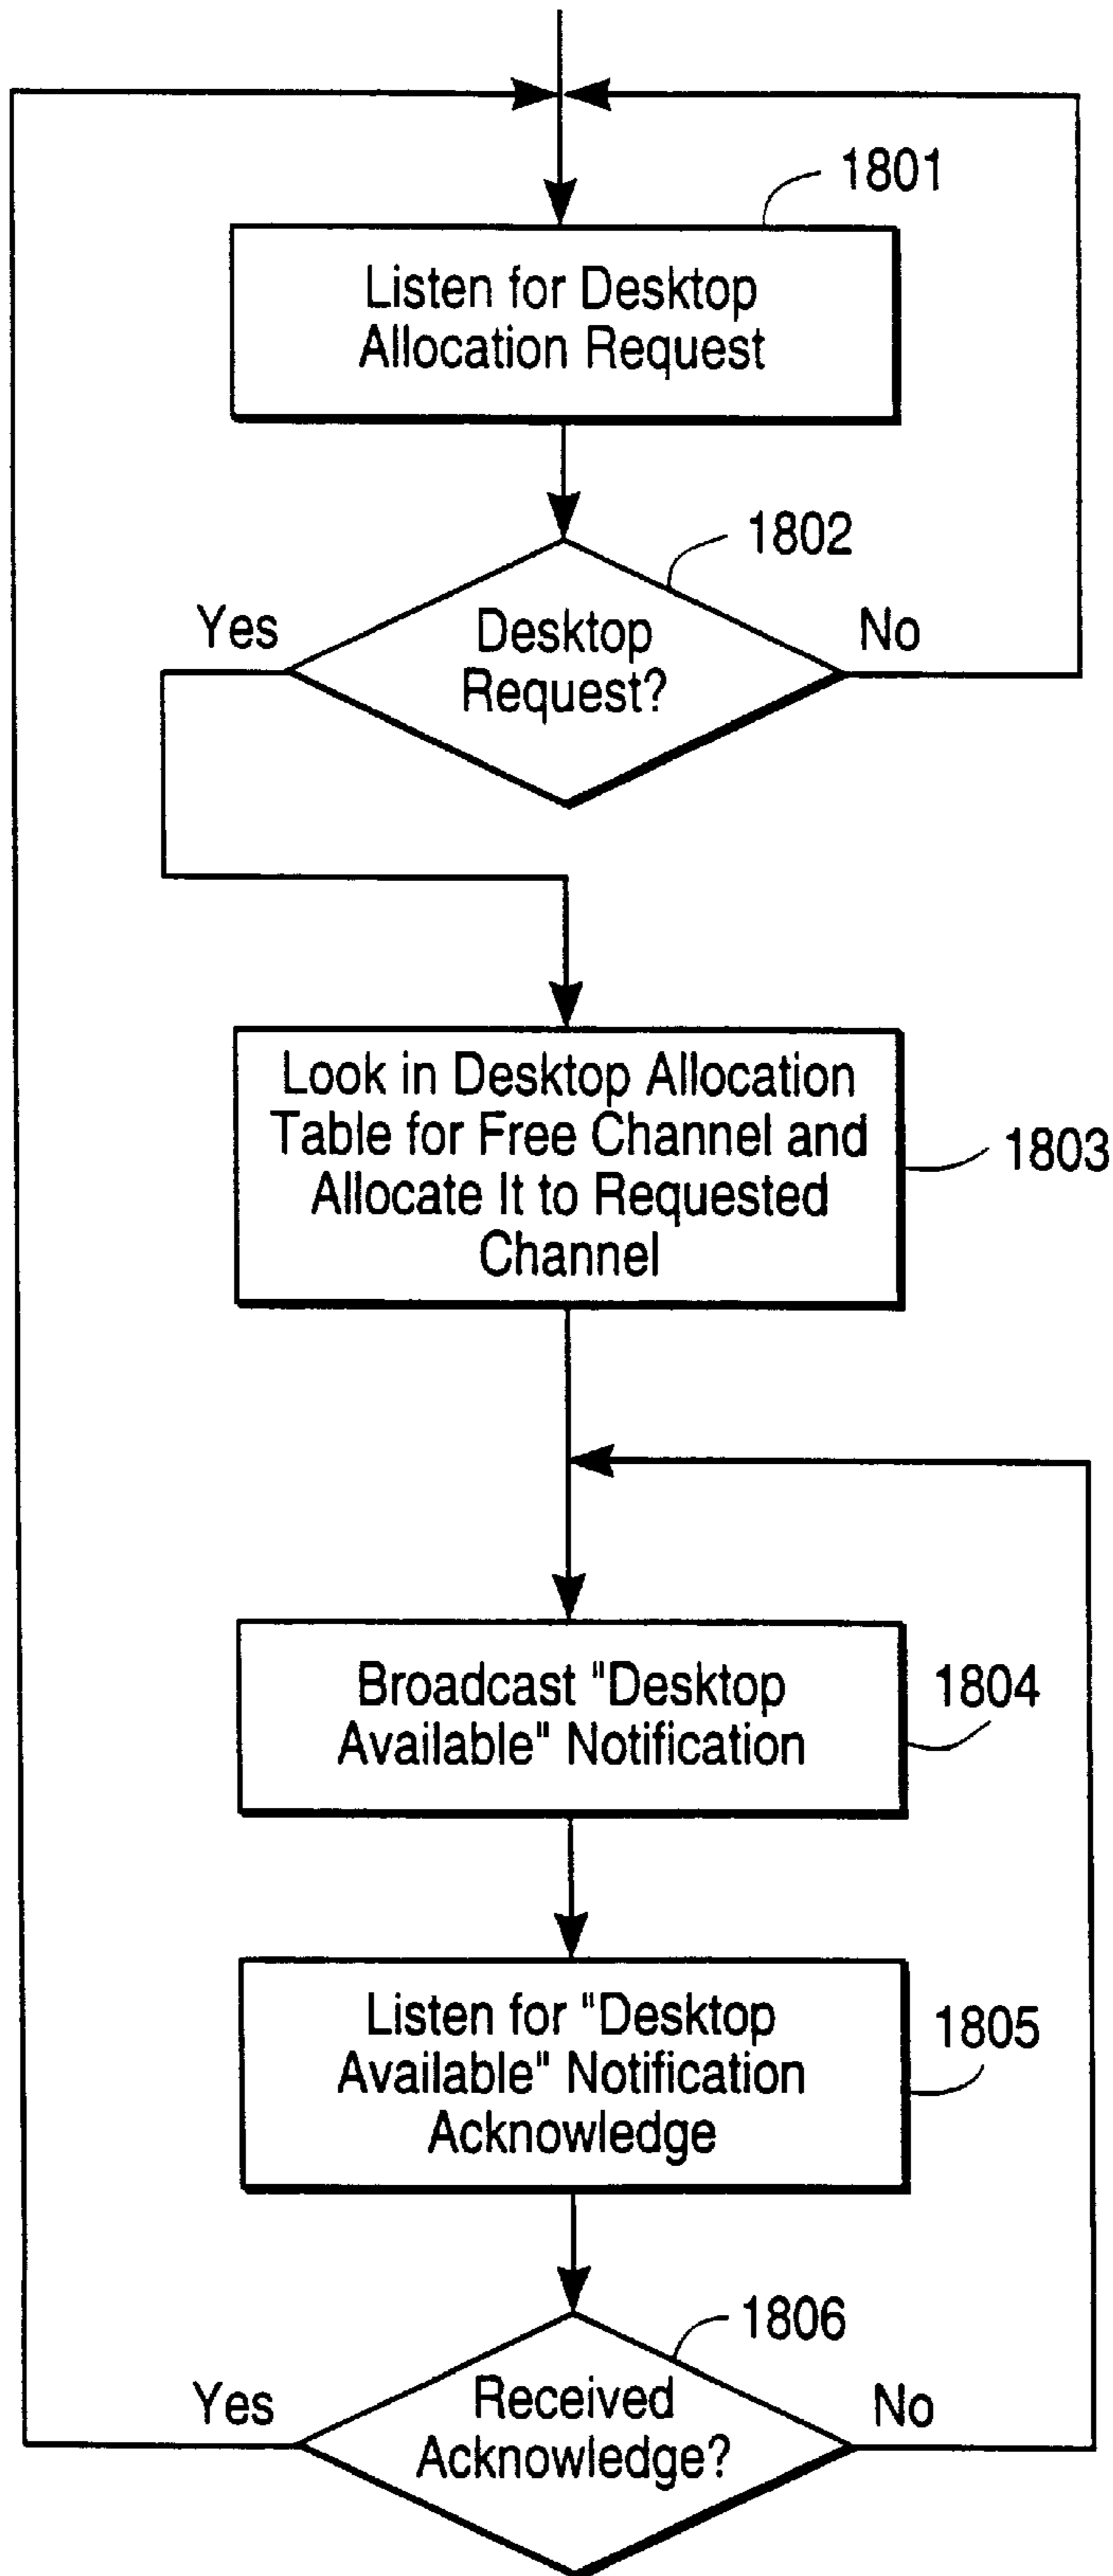 1801
Listen for Desktop
Allocation Request
1802
Yes
Desktop
Request?
No
Look in Desktop Allocation
Table for Free Channel and
Allocate It to Requested
Channel
1803
Broadcast "Desktop
Available" Notification
1804
Listen for "Desktop
Available" Notification
Acknowledge
1805
1806
Yes
Received
Acknowledge?
No